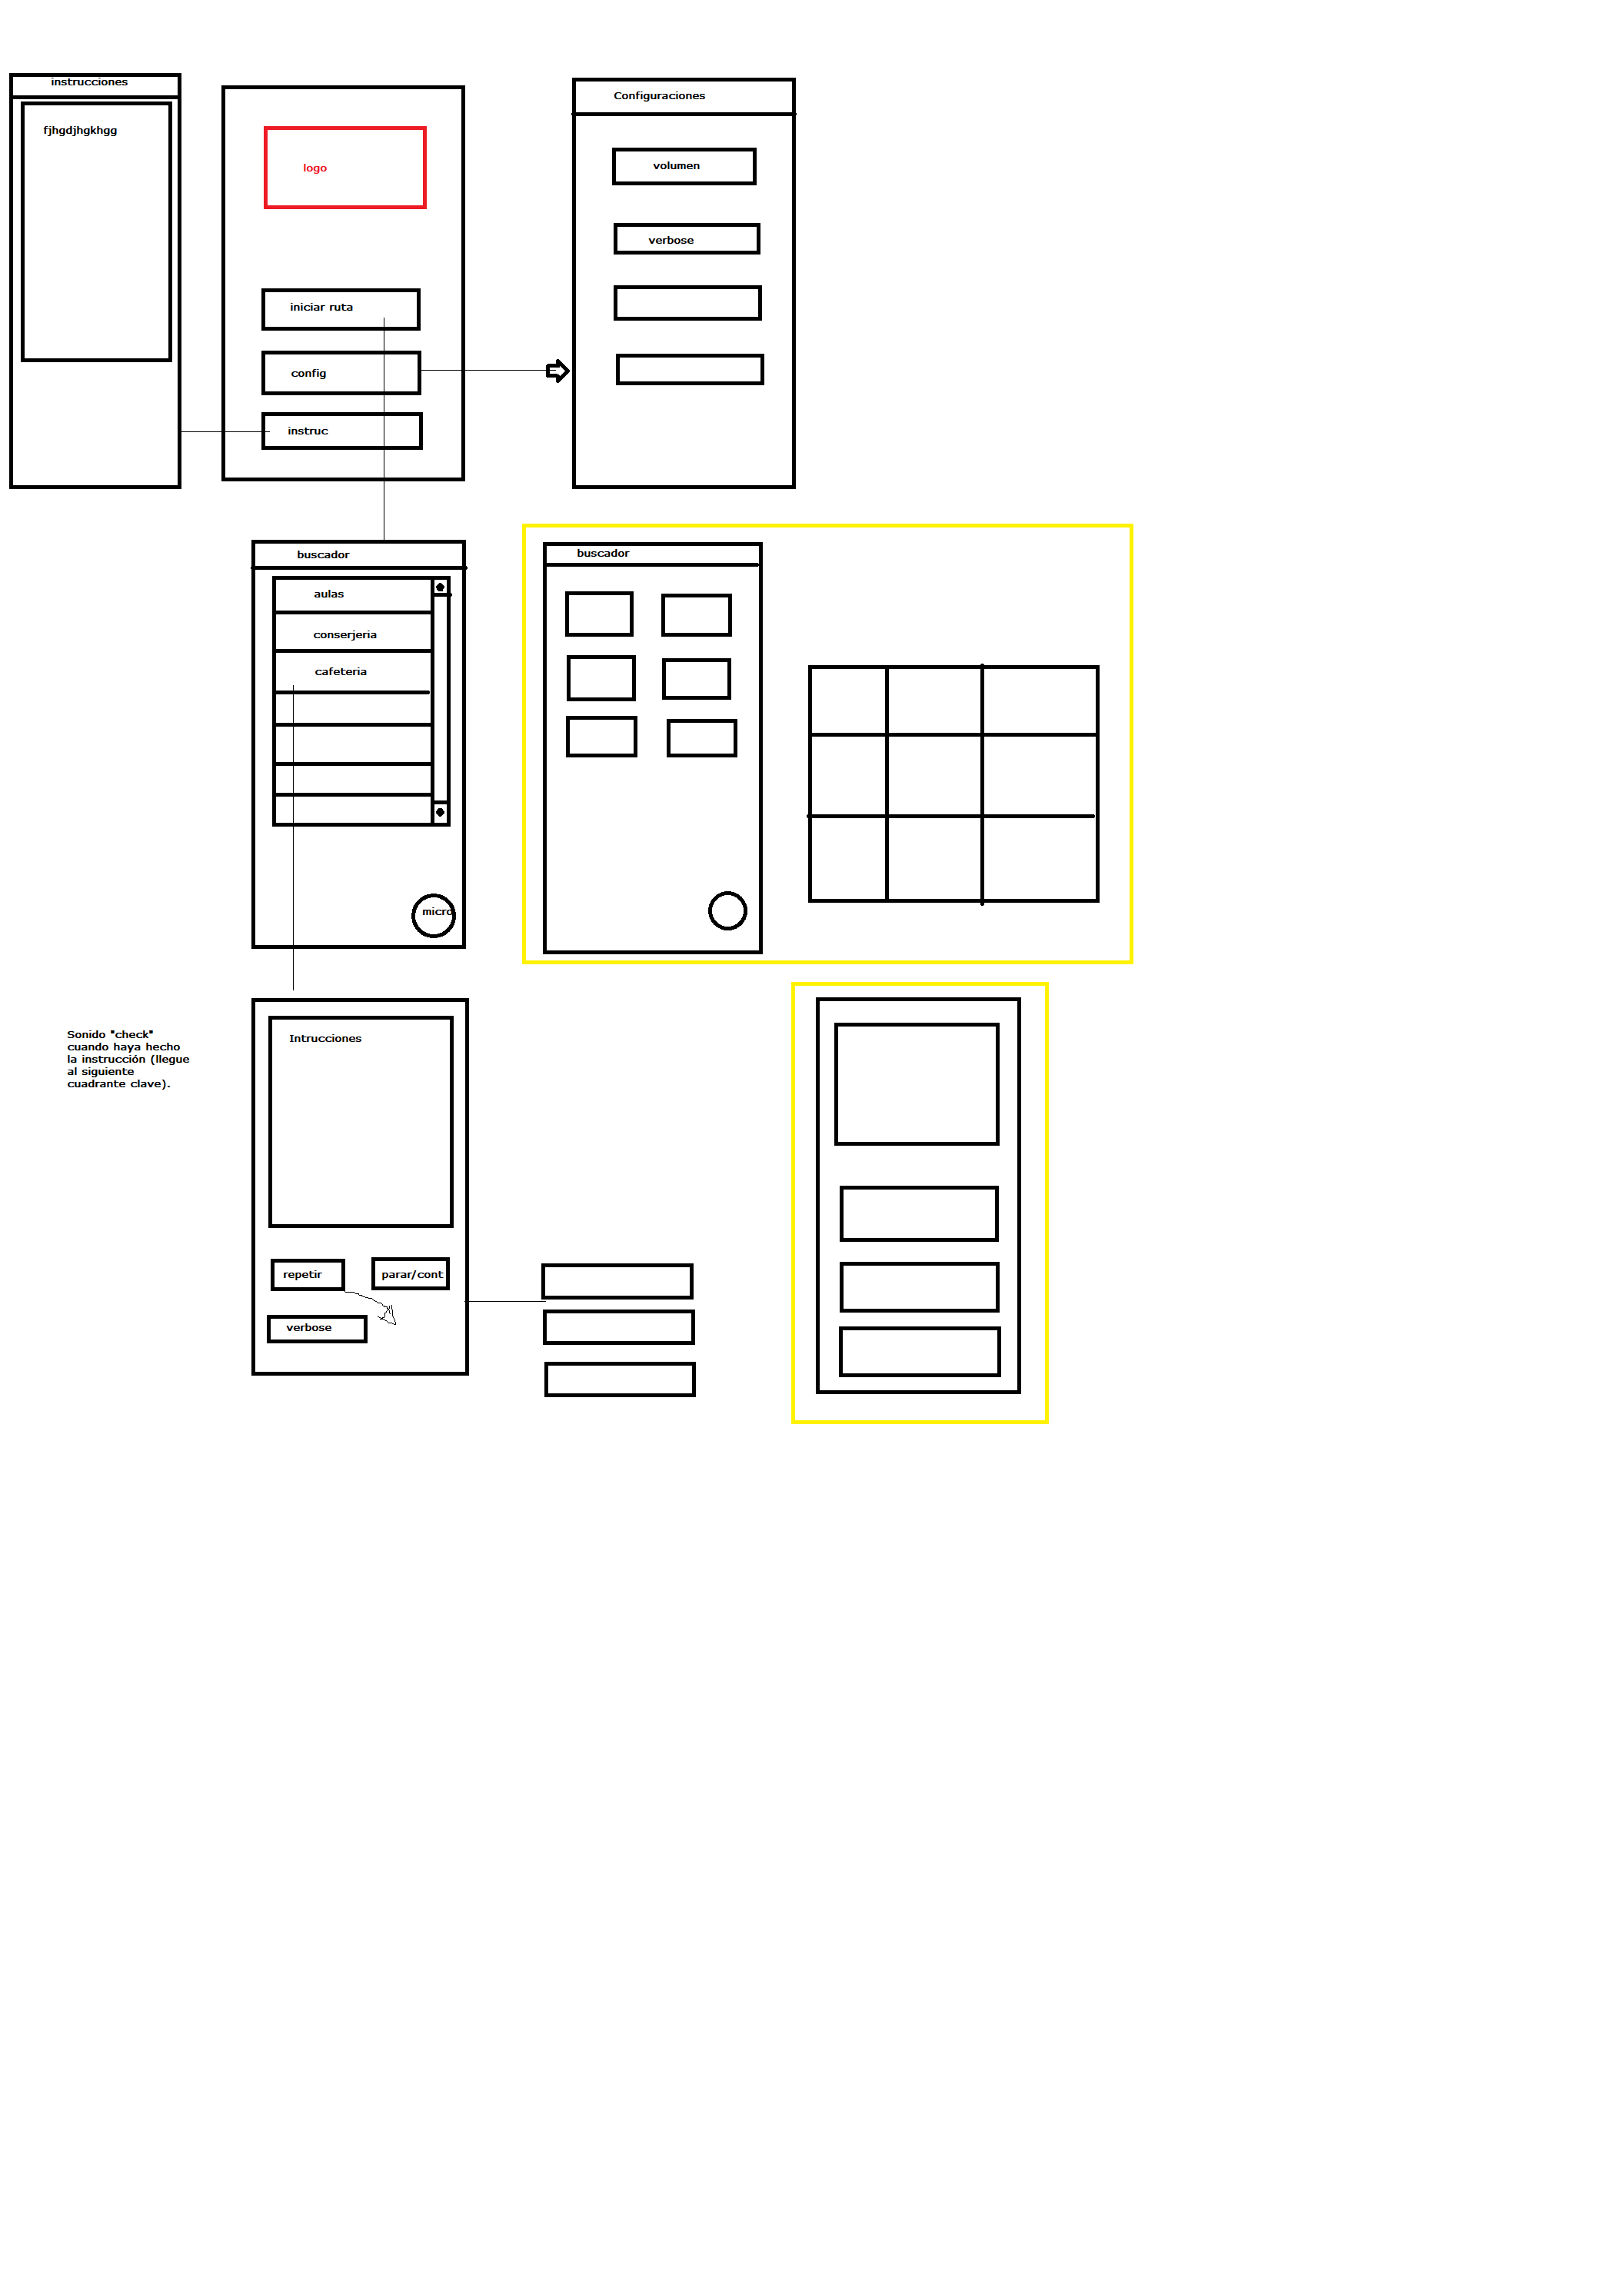 instrucciones
fjhgdjhgkhgg
logo
iniciar ruta
config
instruc
Configuraciones
volumen
verbose
buscador
aulas
conserjeria
cafeteria
micro
buscador
Sonido "check"
cuando haya hecho
la instrucción (llegue
al siguiente
cuadrante clave).
Intrucciones
repetir
parar/cont
verbose